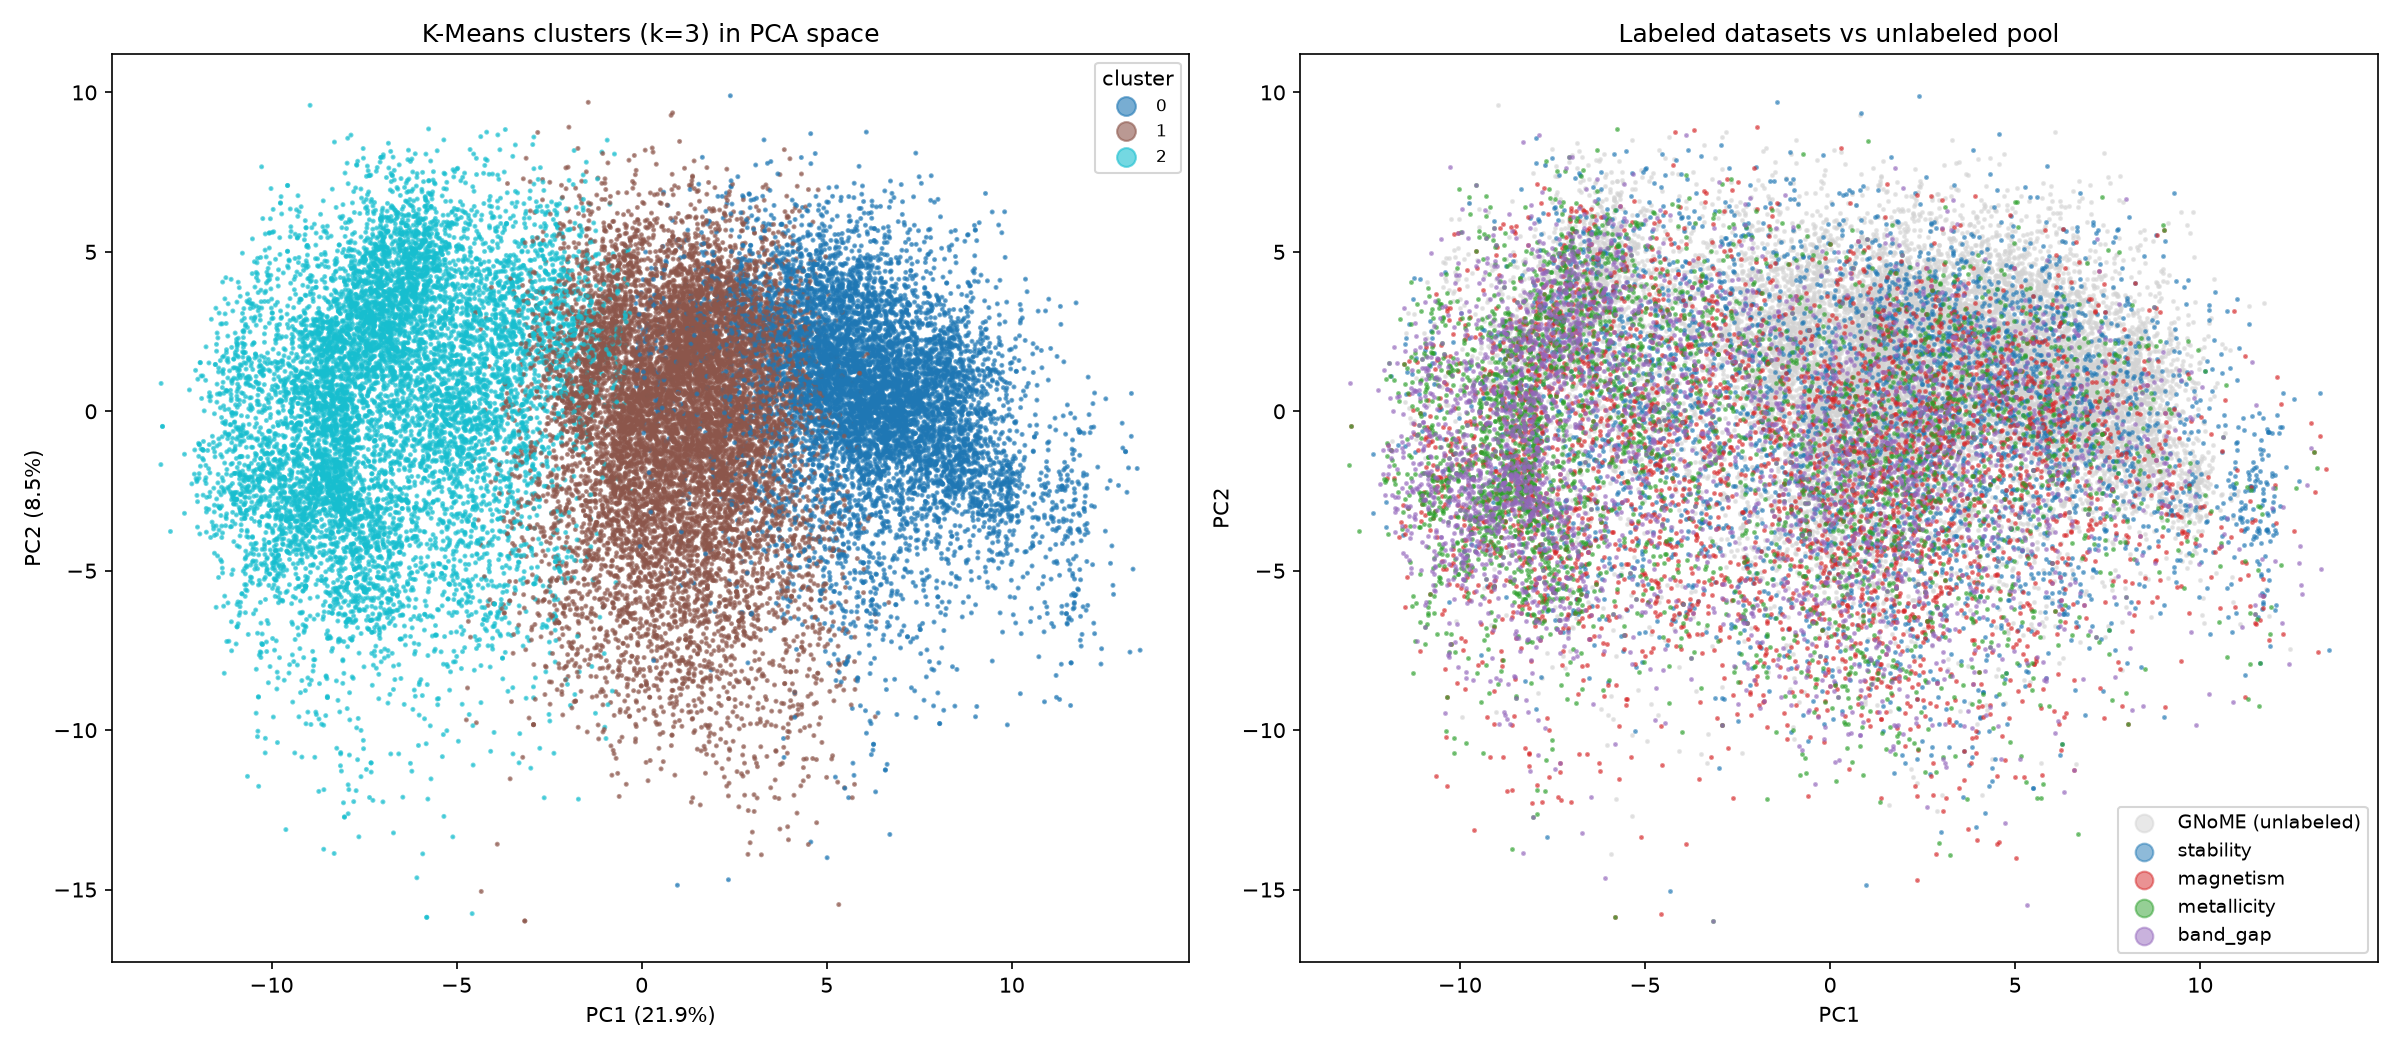 K-Means clusters (k=3) in PCA space
cluster
0
1
2
10
5
0
−5
−10
−15
PC2 (8.5%)
−10
−5
0
5
10
PC1 (21.9%)
Labeled datasets vs unlabeled pool
10
5
0
−5
−10
−15
PC2
GNoME (unlabeled)
stability
magnetism
metallicity
band_gap
−10
−5
0
5
10
PC1